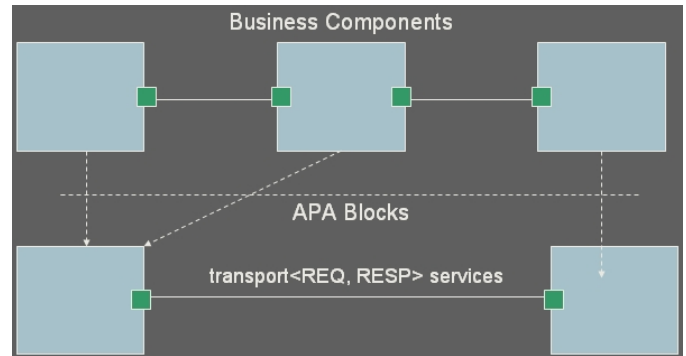 Business Components
APA Blocks
transport<REQ, RESP> services